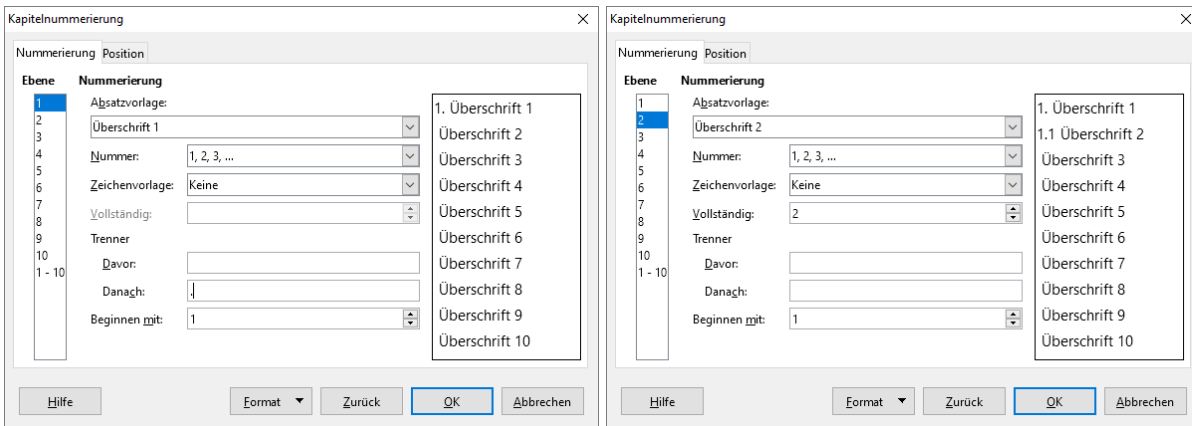 Kapitelnummerierung
Nummerierung Position
Ebene Nummerierung
1
2
3
4
5
6
7
8
9
10
1 - 10
Absatzvorlage:
Überschrift 1
Nummer: 1, 2, 3, ...
Zeichenvorlage: Keine
Vollständig:
Trenner
Davor:
Danach: .
Beginnen mit: 1
1. Überschrift 1
Überschrift 2
Überschrift 3
Überschrift 4
Überschrift 5
Überschrift 6
Überschrift 7
Überschrift 8
Überschrift 9
Überschrift 10
Hilfe Format Zurück OK Abbrechen
Kapitelnummerierung
Nummerierung Position
Ebene Nummerierung
1
2
3
4
5
6
7
8
9
10
1 - 10
Absatzvorlage:
Überschrift 2
Nummer: 1, 2, 3, ...
Zeichenvorlage: Keine
Vollständig: 2
Trenner
Davor:
Danach:
Beginnen mit: 1
1. Überschrift 1
1.1 Überschrift 2
Überschrift 3
Überschrift 4
Überschrift 5
Überschrift 6
Überschrift 7
Überschrift 8
Überschrift 9
Überschrift 10
Hilfe Format Zurück OK Abbrechen